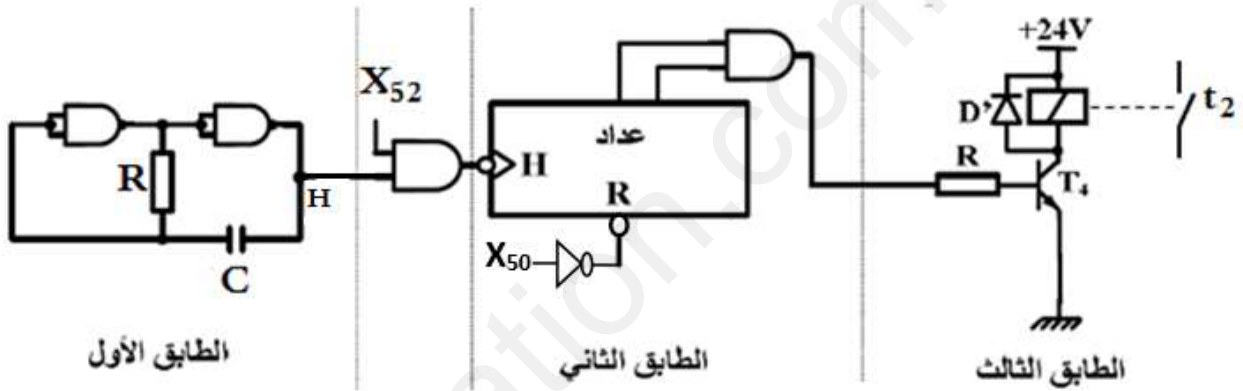 +24V
X52
D'
t2
عداد
R
H
R
T4
H
R
X50
C
الطابق الأول
الطابق الثاني
الطابق الثالث